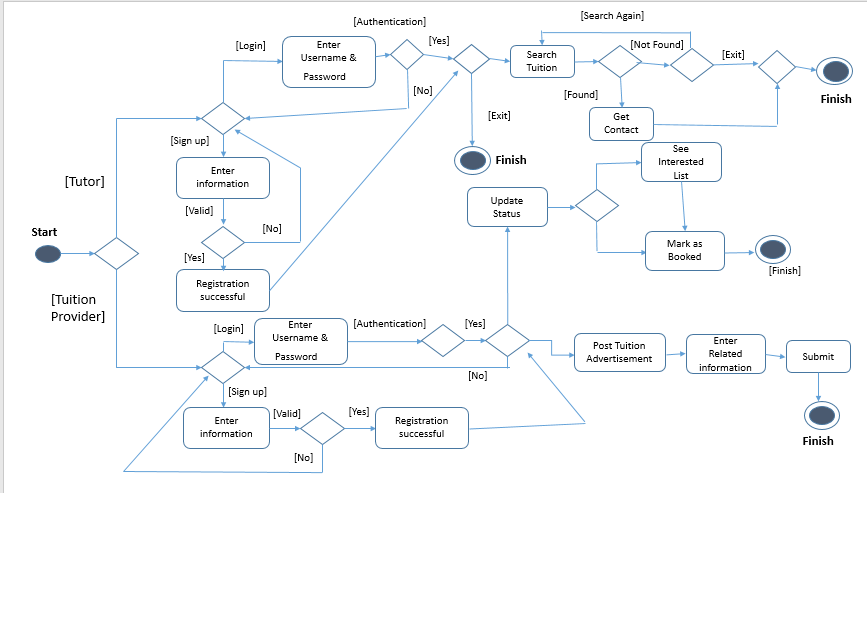 [Search Again]
[Authentication]
[Login]
Enter
Username &
Password
[Yes]
[Not Found]
[Exit]
Search
Tuition
[No]
[Found]
Finish
Get
Contact
[Exit]
[Sign up]
See
Interested
List
Finish
Enter
information
[Tutor]
[Valid]
Update
Status
[No]
Start
Mark as
Booked
[Yes]
[Finish]
Registration
successful
[Tuition
Provider]
[Login]
Enter
Username &
Password
[Authentication]
[Yes]
Post Tuition
Advertisement
Enter
Related
information
Submit
[No]
[Sign up]
Enter
information
[Valid]
[Yes]
Registration
successful
[No]
Finish